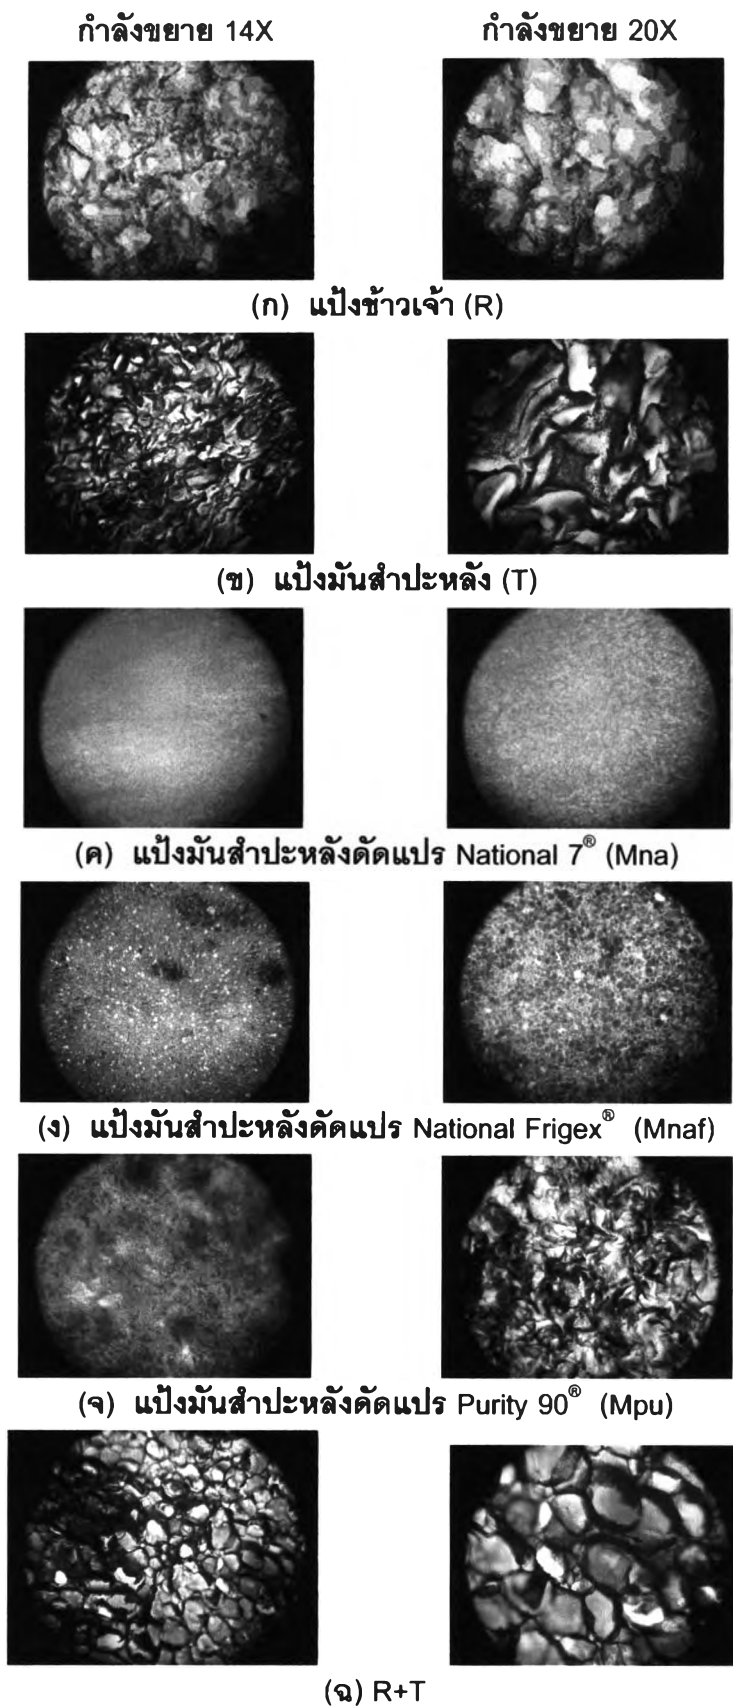 กำลังขยาย 14X กำลังขยาย 20X
(ก) แป้งข้าวเจ้า (R)
(ข) แป้งมันสำปะหลัง (T)
(ค) แป้งมันสำปะหลังดัดแปร National 7® (Mna)
(ง) แป้งมันสำปะหลังดัดแปร National Frigex® (Mnaf)
(จ) แป้งมันสำปะหลังดัดแปร Purity 90® (Mpu)
(ฉ) R+T